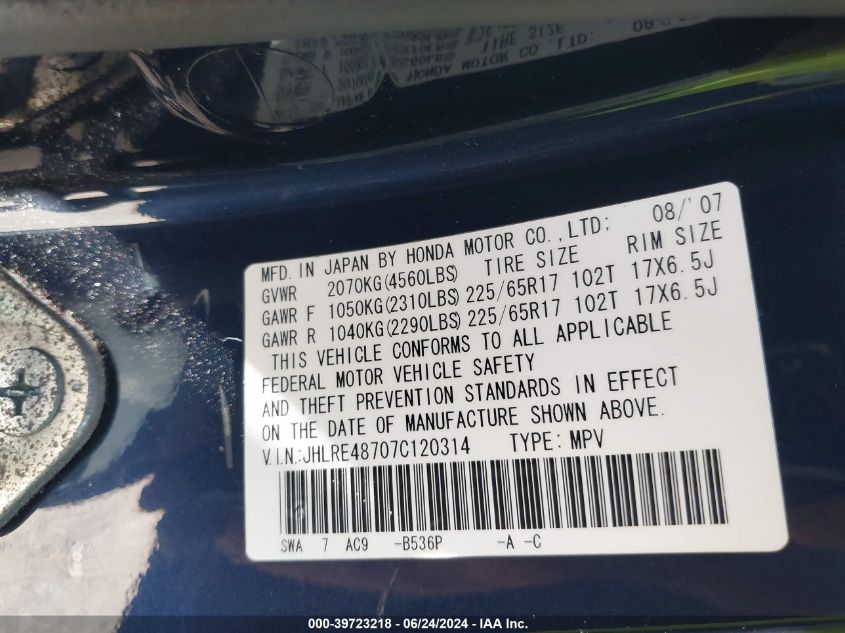 MFD. IN JAPAN BY HONDA MOTOR CO.,LTD; 08/'07
GVWR 2070KG(4560LBS) TIRE SIZE RIM SIZE
GAWR F 1050KG(2310LBS) 225/65R17 102T 17X6.5J
GAWR R 1040KG(2290LBS) 225/65R17 102T 17X6.5J
THIS VEHICLE CONFORMS TO ALL APPLICABLE
FEDERAL MOTOR VEHICLE SAFETY
AND THEFT PREVENTION STANDARDS IN EFFECT
ON THE DATE OF MANUFACTURE SHOWN ABOVE.
V.I.N.:JHLRE48707C120314 TYPE: MPV
SWA 7 AC9 -B536P -A -C
000-39723218 - 06/24/2024 - IAA Inc.